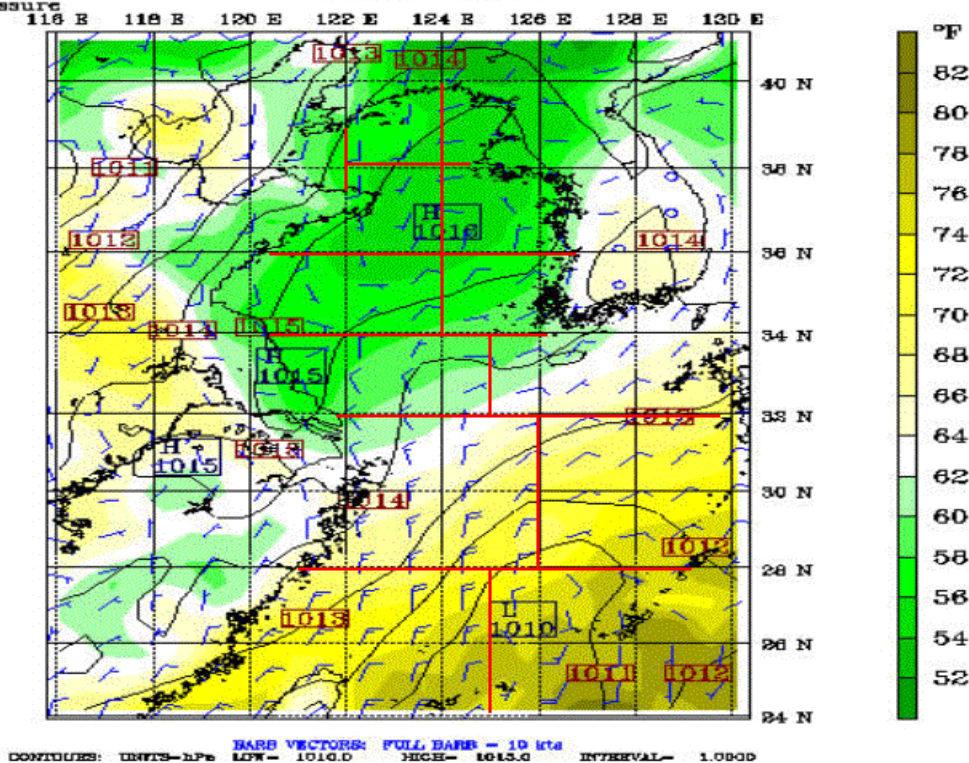 ssure
116 E 118 E 120 E 122 E 124 E 126 E 128 E 130 E
°F
1013
1014
82
40 N
80
1011
38 N
78
H
1016
76
1012
1014
36 N
74
72
1013
1014
1015
34 N
70
H
1015
68
66
32 N
64
H
1015
1013
62
1014
30 N
60
1012
28 N
58
L
1010
1013
56
26 N
54
1011
1012
52
24 N
BARB VECTORS: FULL BARB = 10 kts
CONTOURS: UNITS=hPa LOW= 1010.0 HIGH= INTERVAL= 1.0000